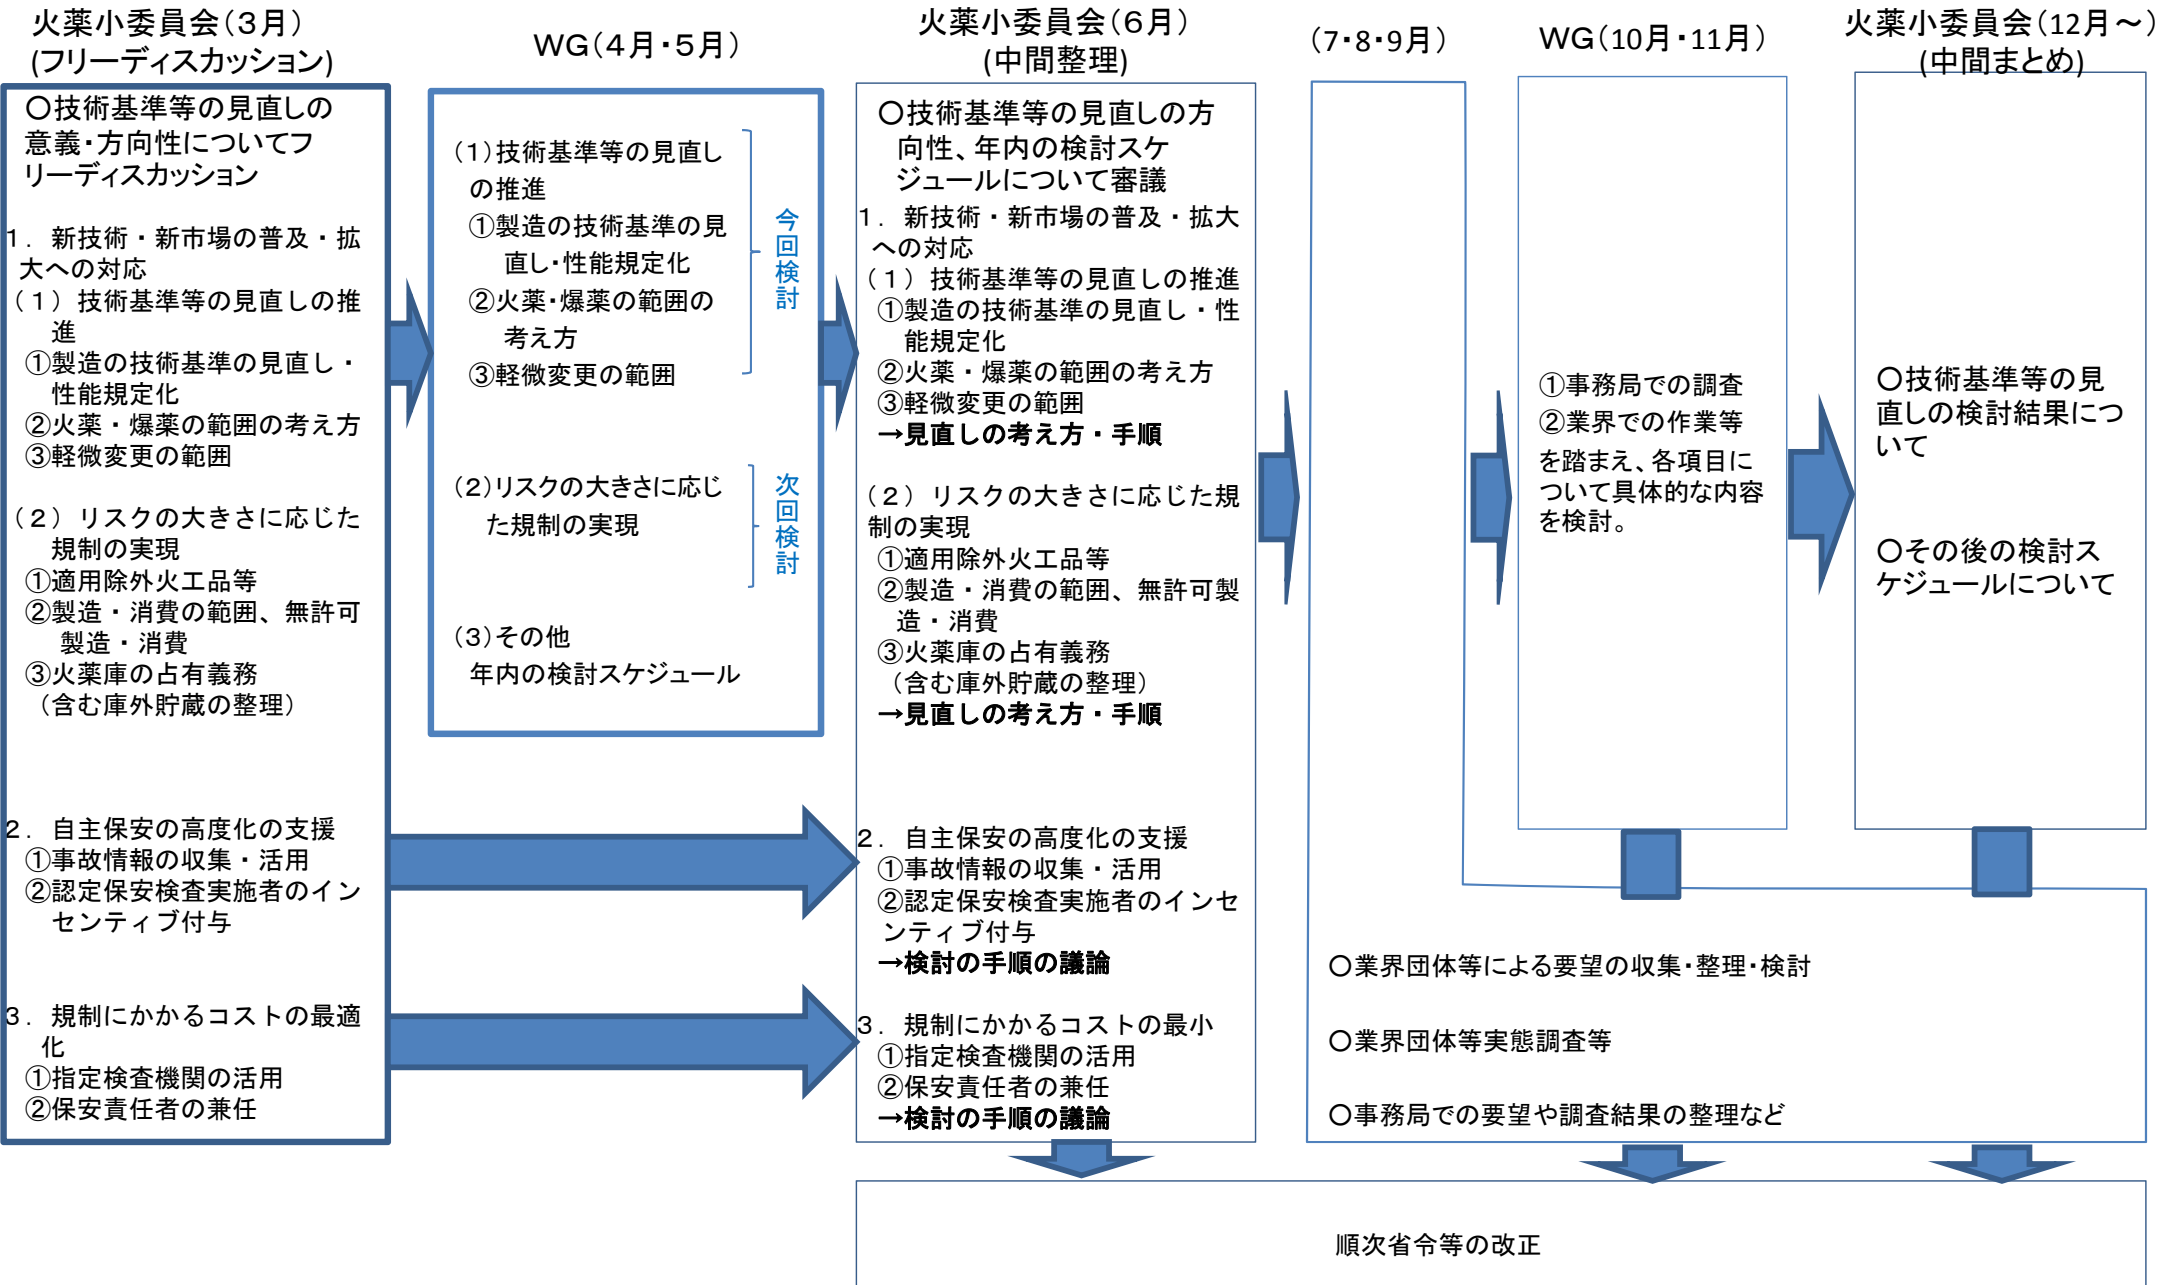 火薬小委員会(3月)
(フリーディスカッション)
〇技術基準等の見直しの
意義・方向性についてフ
リーディスカッション
1. 新技術・新市場の普及・拡
大への対応
(1)技術基準等の見直しの推
進
①製造の技術基準の見直し・
性能規定化
②火薬・爆薬の範囲の考え方
③軽微変更の範囲
(2)リスクの大きさに応じた
規制の実現
①適用除外火工品等
②製造・消費の範囲、無許可
製造・消費
③火薬庫の占有義務
(含む庫外貯蔵の整理)
2. 自主保安の高度化の支援
①事故情報の収集・活用
②認定保安検査実施者のイン
センティブ付与
3. 規制にかかるコストの最適
化
①指定検査機関の活用
②保安責任者の兼任
WG(4月・5月)
(1)技術基準等の見直し
の推進
①製造の技術基準の見
直し・性能規定化
②火薬・爆薬の範囲の
考え方
③軽微変更の範囲
今回検討
(2)リスクの大きさに応じ
た規制の実現
次回検討
(3)その他
年内の検討スケジュール
火薬小委員会(6月)
(中間整理)
〇技術基準等の見直しの方
向性、年内の検討スケ
ジュールについて審議
1. 新技術・新市場の普及・拡大
への対応
(1)技術基準等の見直しの推進
①製造の技術基準の見直し・性
能規定化
②火薬・爆薬の範囲の考え方
③軽微変更の範囲
→見直しの考え方・手順
(2)リスクの大きさに応じた規
制の実現
①適用除外火工品等
②製造・消費の範囲、無許可製
造・消費
③火薬庫の占有義務
(含む庫外貯蔵の整理)
→見直しの考え方・手順
2. 自主保安の高度化の支援
①事故情報の収集・活用
②認定保安検査実施者のインセ
ンティブ付与
→検討の手順の議論
3. 規制にかかるコストの最小
①指定検査機関の活用
②保安責任者の兼任
→検討の手順の議論
(7・8・9月)
WG(10月・11月)
①事務局での調査
②業界での作業等
を踏まえ、各項目に
ついて具体的な内容
を検討。
火薬小委員会(12月~)
(中間まとめ)
〇技術基準等の見
直しの検討結果につ
いて
〇その後の検討ス
ケジュールについて
〇業界団体等による要望の収集・整理・検討
〇業界団体等実態調査等
〇事務局での要望や調査結果の整理など
順次省令等の改正